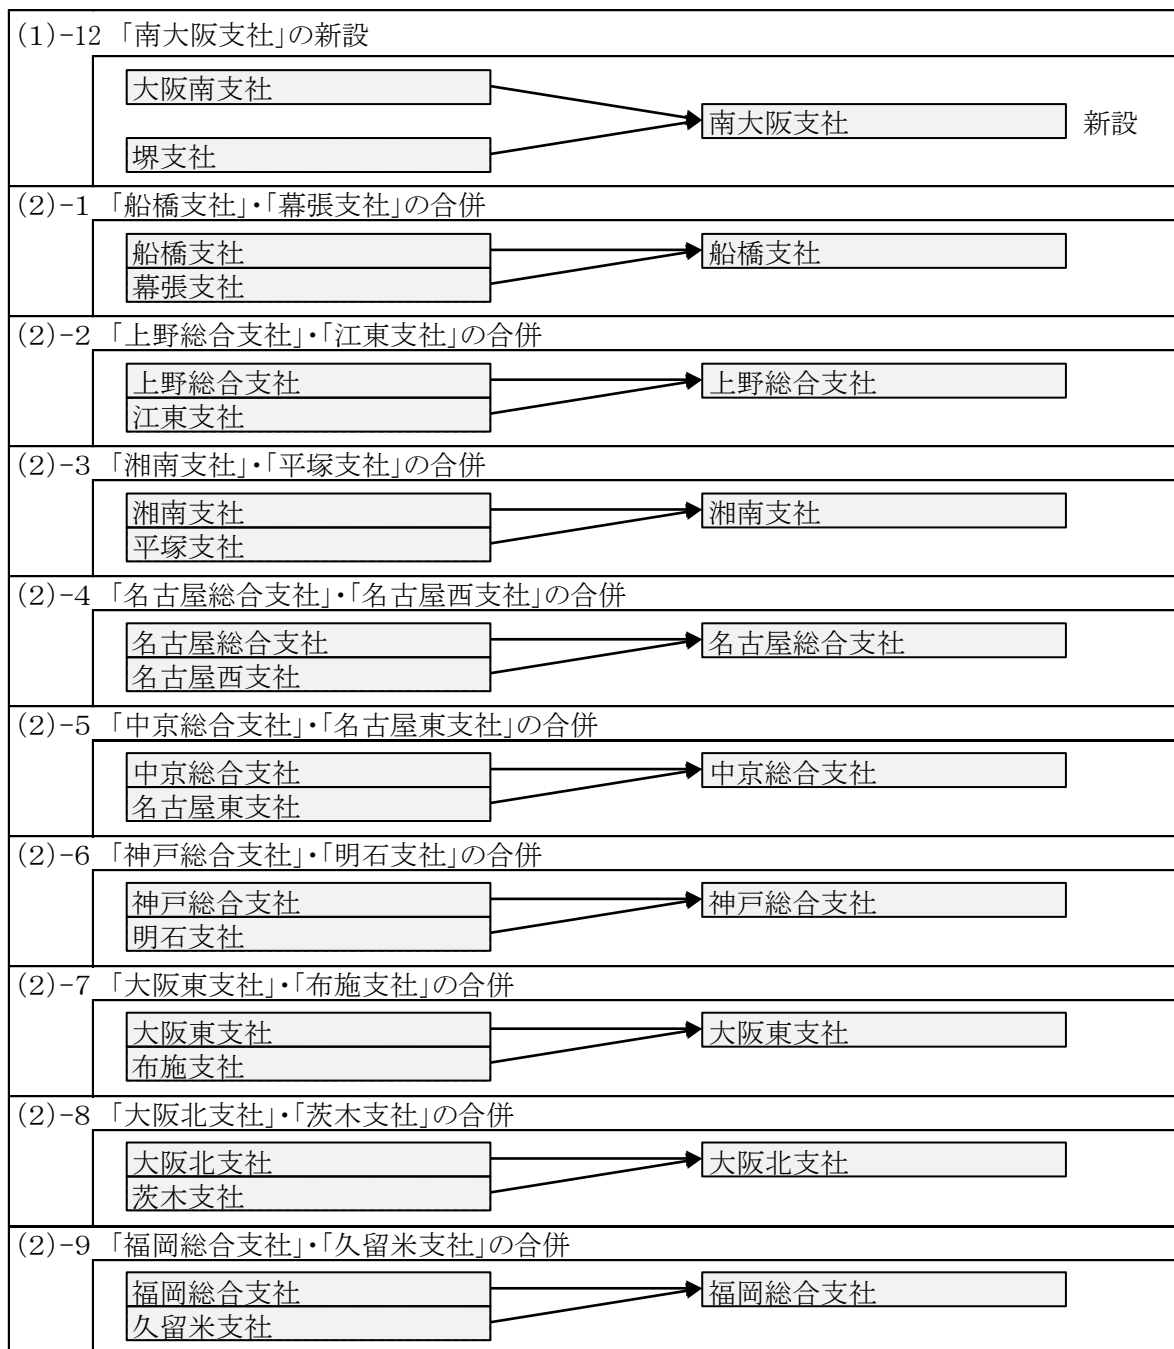 (1)-12 「南大阪支社」の新設
大阪南支社
南大阪支社 新設
堺支社
(2)-1 「船橋支社」・「幕張支社」の合併
船橋支社 船橋支社
幕張支社
(2)-2 「上野総合支社」・「江東支社」の合併
上野総合支社 上野総合支社
江東支社
(2)-3 「湘南支社」・「平塚支社」の合併
湘南支社 湘南支社
平塚支社
(2)-4 「名古屋総合支社」・「名古屋西支社」の合併
名古屋総合支社 名古屋総合支社
名古屋西支社
(2)-5 「中京総合支社」・「名古屋東支社」の合併
中京総合支社 中京総合支社
名古屋東支社
(2)-6 「神戸総合支社」・「明石支社」の合併
神戸総合支社 神戸総合支社
明石支社
(2)-7 「大阪東支社」・「布施支社」の合併
大阪東支社 大阪東支社
布施支社
(2)-8 「大阪北支社」・「茨木支社」の合併
大阪北支社 大阪北支社
茨木支社
(2)-9 「福岡総合支社」・「久留米支社」の合併
福岡総合支社 福岡総合支社
久留米支社